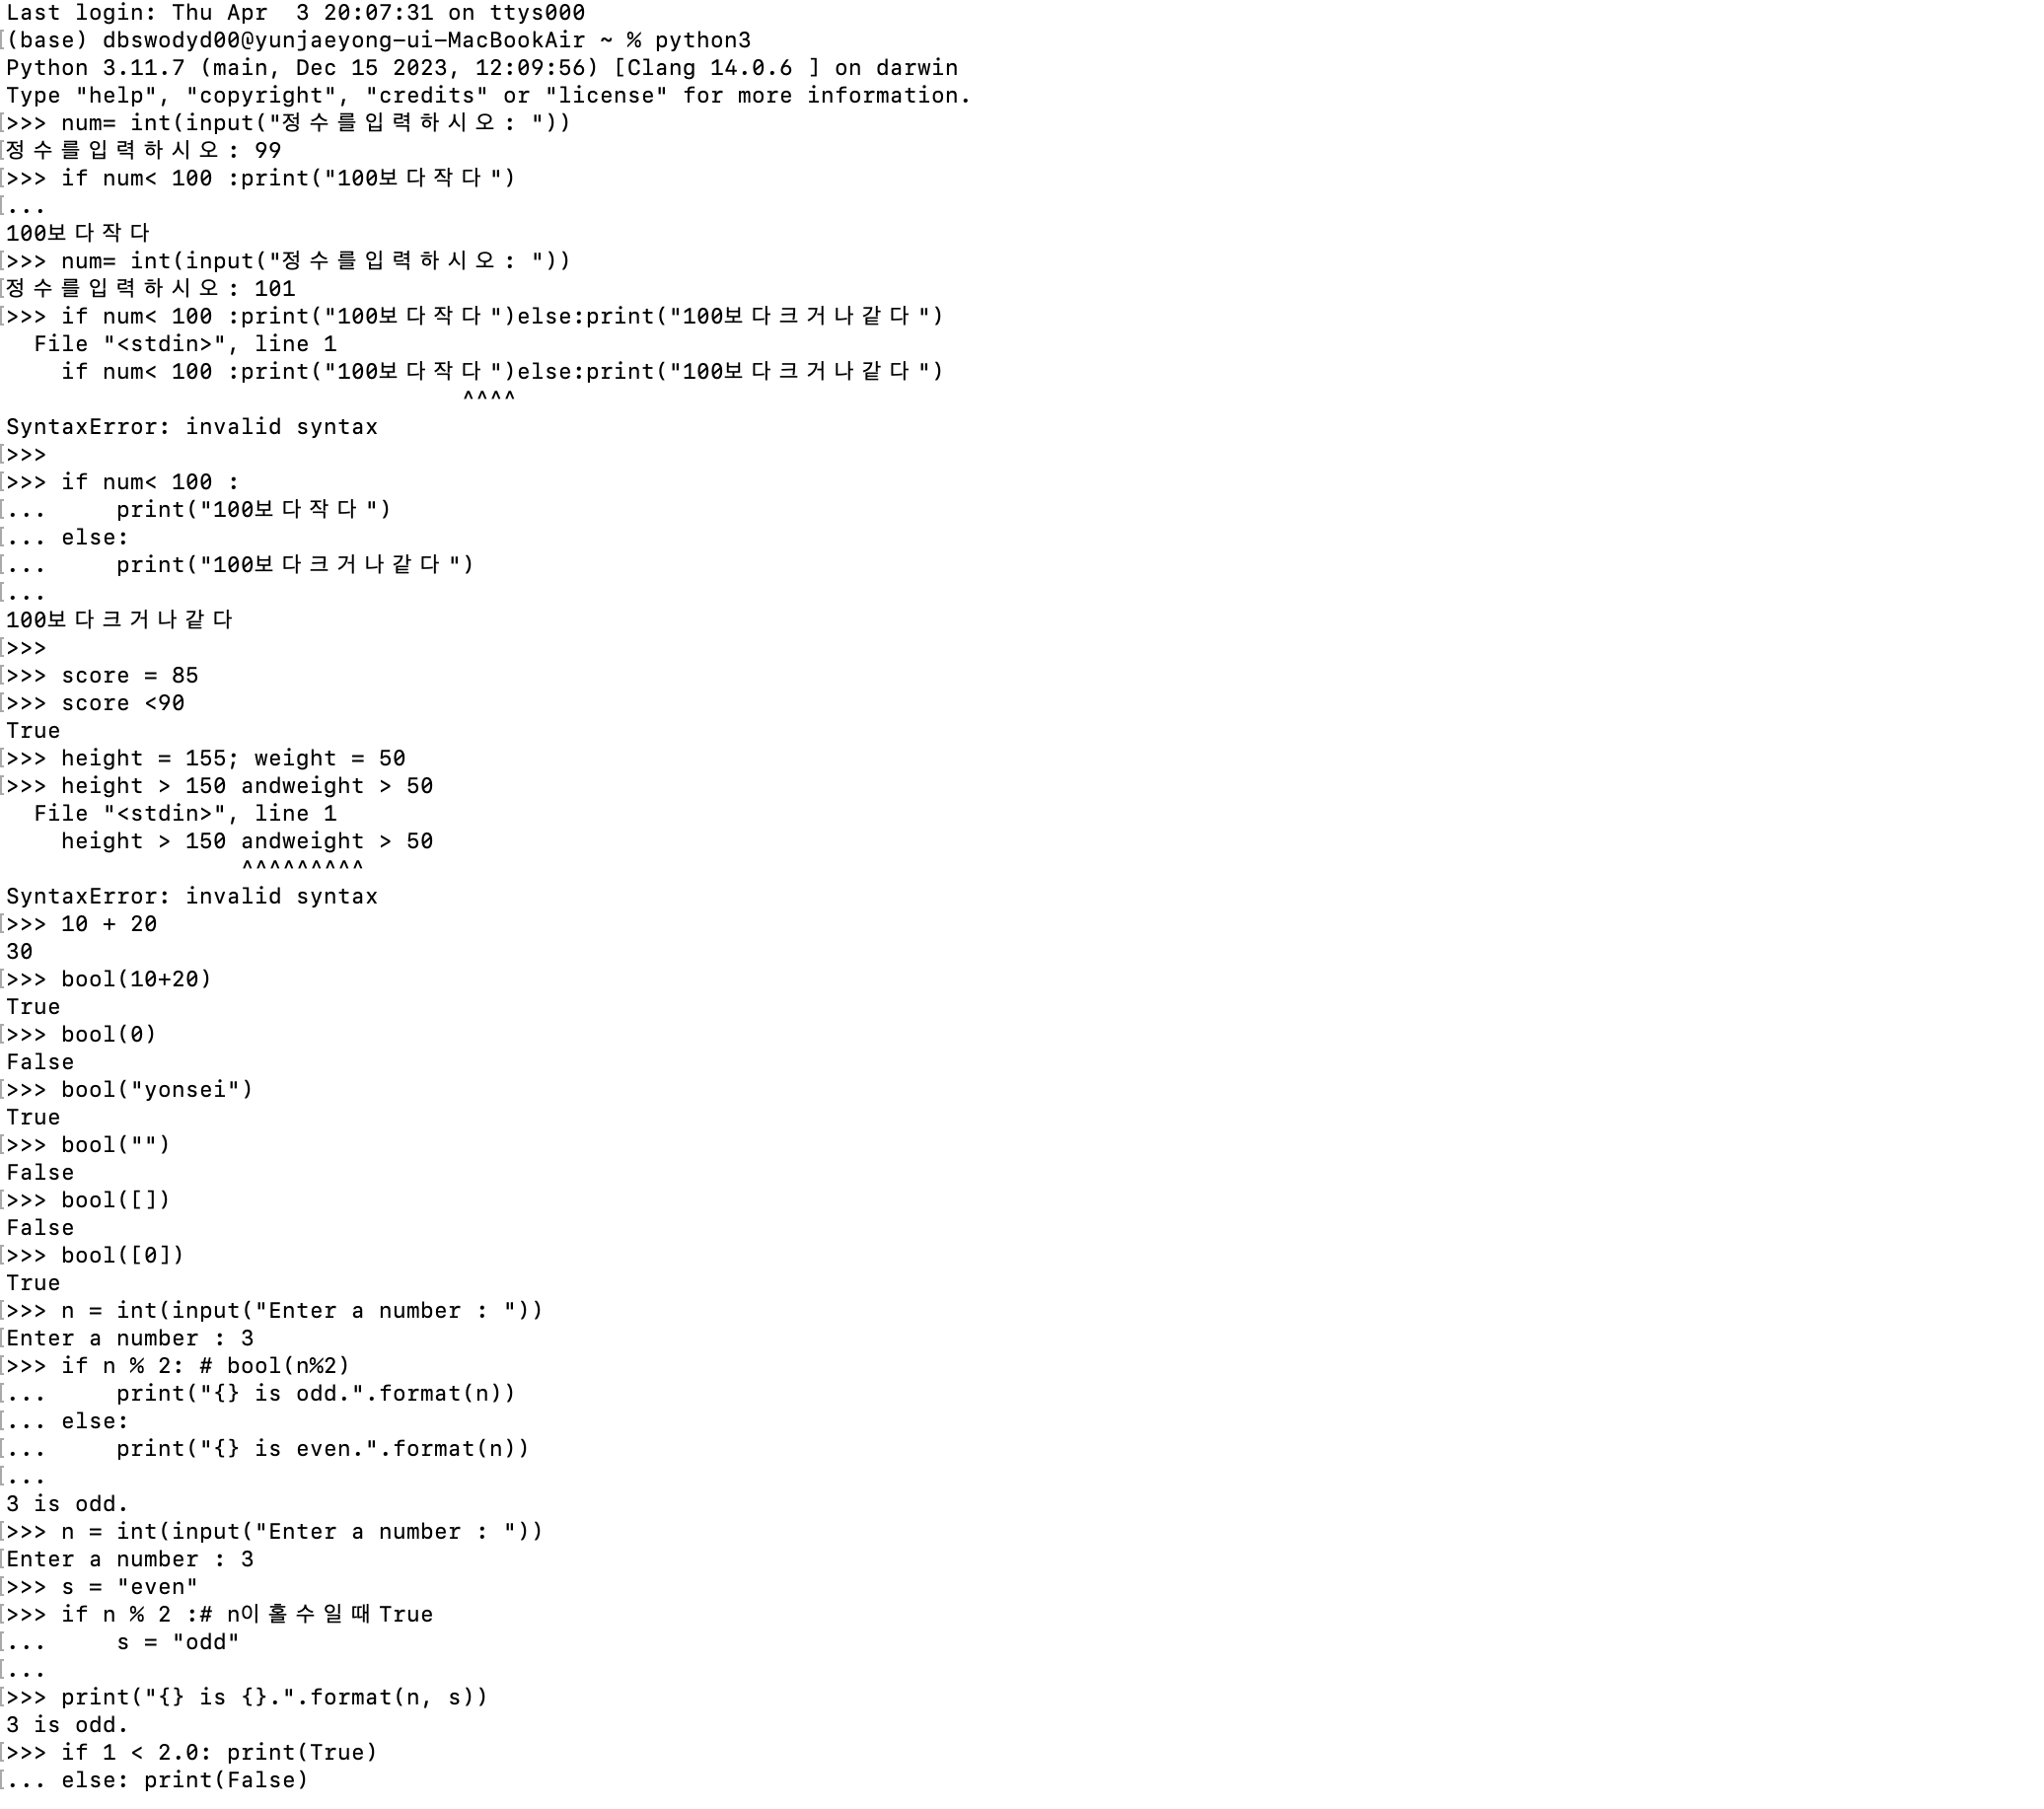 Last login: Thu Apr  3 20:07:31 on ttys000
(base) dbswodyd00@yunjaeyong-ui-MacBookAir ~ % python3
Python 3.11.7 (main, Dec 15 2023, 12:09:56) [Clang 14.0.6 ] on darwin
Type "help", "copyright", "credits" or "license" for more information.
>>> num= int(input("정수를입력하시오: "))
정수를입력하시오: 99
>>> if num< 100 :print("100보다작다")
...
100보다작다
>>> num= int(input("정수를입력하시오: "))
정수를입력하시오: 101
>>> if num< 100 :print("100보다작다")else:print("100보다크거나같다")
  File "<stdin>", line 1
    if num< 100 :print("100보다작다")else:print("100보다크거나같다")
                                 ^^^^
SyntaxError: invalid syntax
>>>
>>> if num< 100 :
...     print("100보다작다")
... else:
...     print("100보다크거나같다")
...
100보다크거나같다
>>>
>>> score = 85
>>> score <90
True
>>> height = 155; weight = 50
>>> height > 150 andweight > 50
  File "<stdin>", line 1
    height > 150 andweight > 50
                 ^^^^^^^^^
SyntaxError: invalid syntax
>>> 10 + 20
30
>>> bool(10+20)
True
>>> bool(0)
False
>>> bool("yonsei")
True
>>> bool("")
False
>>> bool([])
False
>>> bool([0])
True
>>> n = int(input("Enter a number : "))
Enter a number : 3
>>> if n % 2: # bool(n%2)
...     print("{} is odd.".format(n))
... else:
...     print("{} is even.".format(n))
...
3 is odd.
>>> n = int(input("Enter a number : "))
Enter a number : 3
>>> s = "even"
>>> if n % 2 :# n이홀수일때True
...     s = "odd"
...
>>> print("{} is {}.".format(n, s))
3 is odd.
>>> if 1 < 2.0: print(True)
... else: print(False)